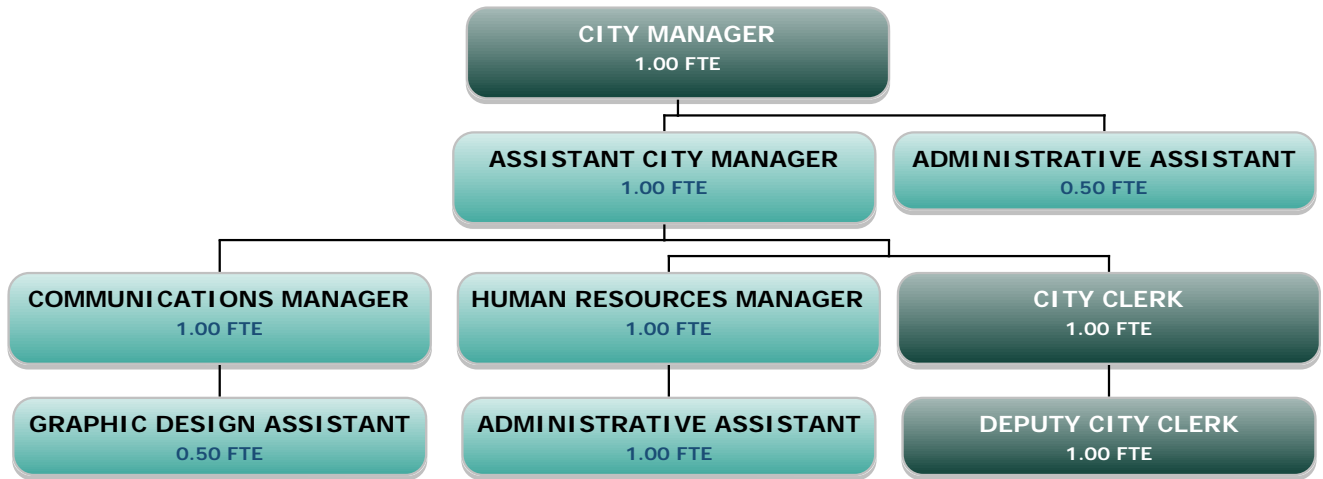 CITY MANAGER
1.00 FTE
ASSISTANT CITY MANAGER
1.00 FTE
ADMINISTRATIVE ASSISTANT
0.50 FTE
COMMUNICATIONS MANAGER
1.00 FTE
HUMAN RESOURCES MANAGER
1.00 FTE
CITY CLERK
1.00 FTE
GRAPHIC DESIGN ASSISTANT
0.50 FTE
ADMINISTRATIVE ASSISTANT
1.00 FTE
DEPUTY CITY CLERK
1.00 FTE